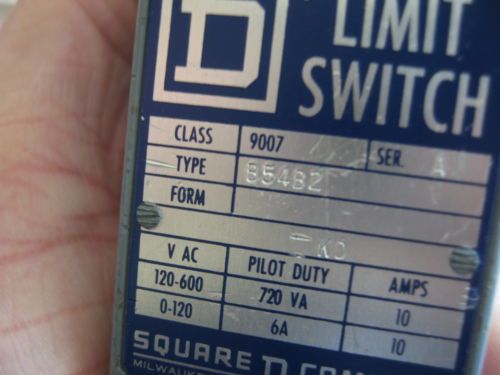 D LIMIT
SWITCH
CLASS 9007 SER. A
TYPE B54B2
FORM
KO
V AC PILOT DUTY AMPS
120-600 720 VA 10
0-120 6A 10
SQUARE D